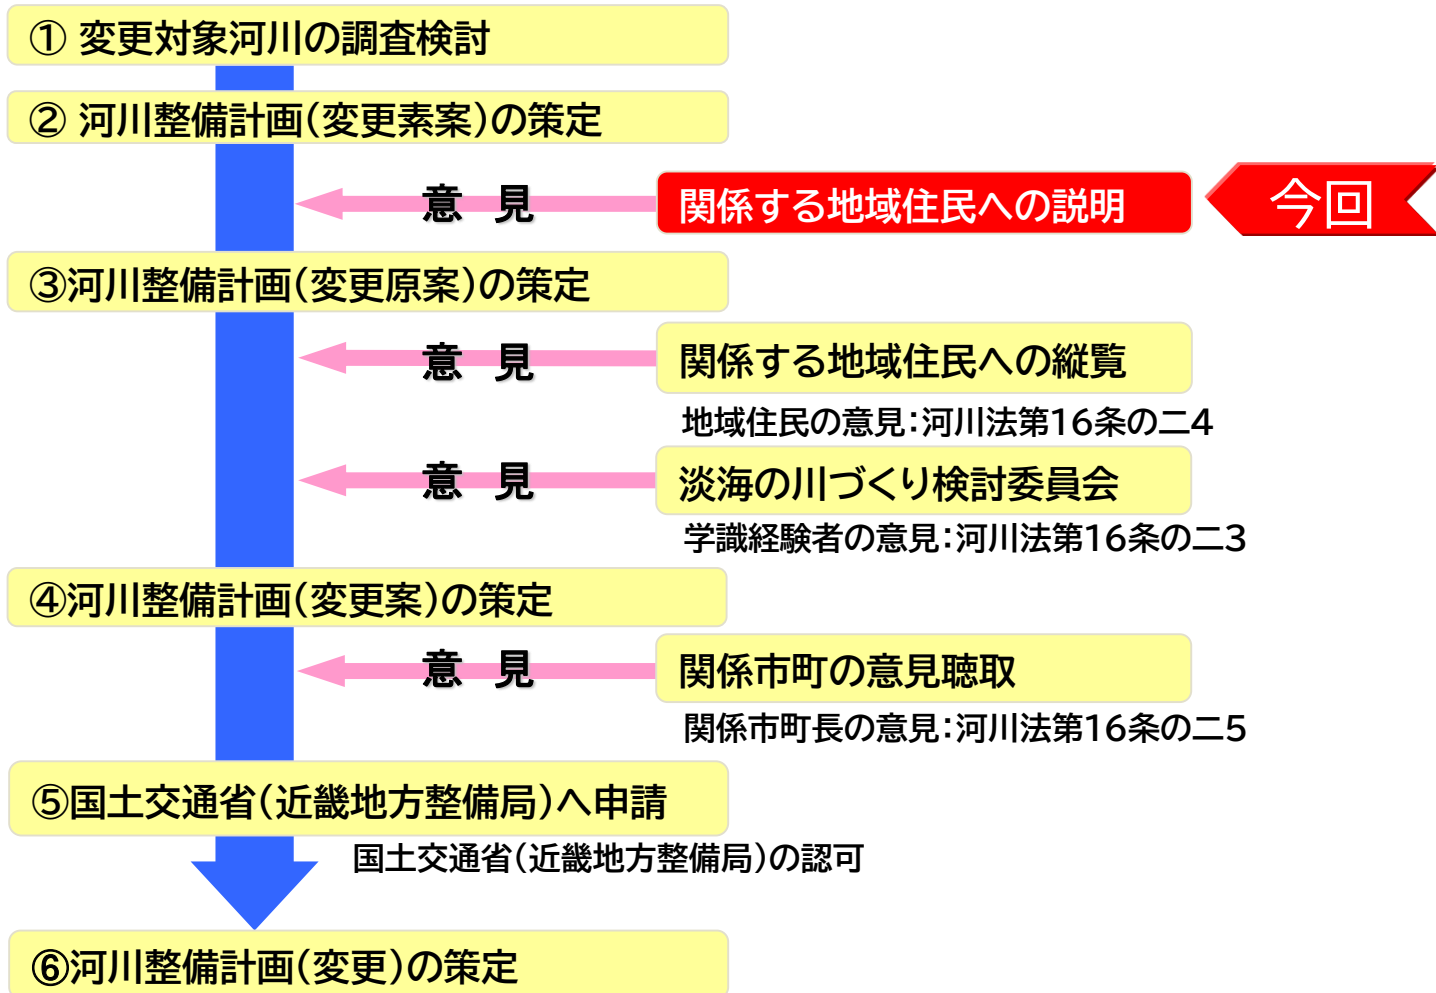 ① 変更対象河川の調査検討
② 河川整備計画(変更素案)の策定
意 見
関係する地域住民への説明
今回
③河川整備計画(変更原案)の策定
意 見
関係する地域住民への縦覧
地域住民の意見:河川法第16条の二4
意 見
淡海の川づくり検討委員会
学識経験者の意見:河川法第16条の二3
④河川整備計画(変更案)の策定
意 見
関係市町の意見聴取
関係市町長の意見:河川法第16条の二5
⑤国土交通省(近畿地方整備局)へ申請
国土交通省(近畿地方整備局)の認可
⑥河川整備計画(変更)の策定